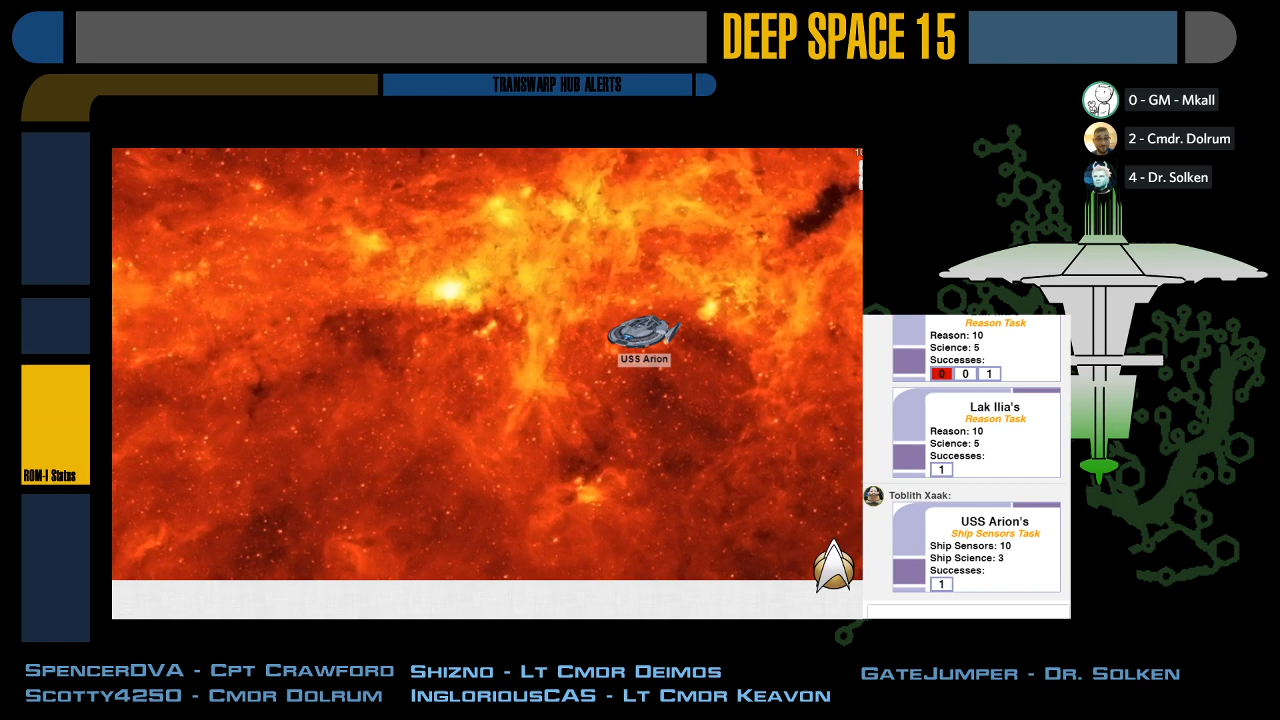 DEEP SPACE 15
TRANSWARP HUB ALERTS
0 - GM - Mkall
2 - Cmdr. Dolrum
4 - Dr. Solken
USS Arion
Reason Task
Reason: 10
Science: 5
Successes:
0 0 1
Lak Ilia's
Reason Task
Reason: 10
Science: 5
Successes:
1
Toblith Xaak:
USS Arion's
Ship Sensors Task
Ship Sensors: 10
Ship Science: 3
Successes:
1
ROM-I Status
SpencerDVA - Cpt Crawford
Shizno - Lt Cmdr Deimos
GateJumper - Dr. Solken
Scotty4250 - Cmdr Dolrum
IngloriousCAS - Lt Cmdr Keavon